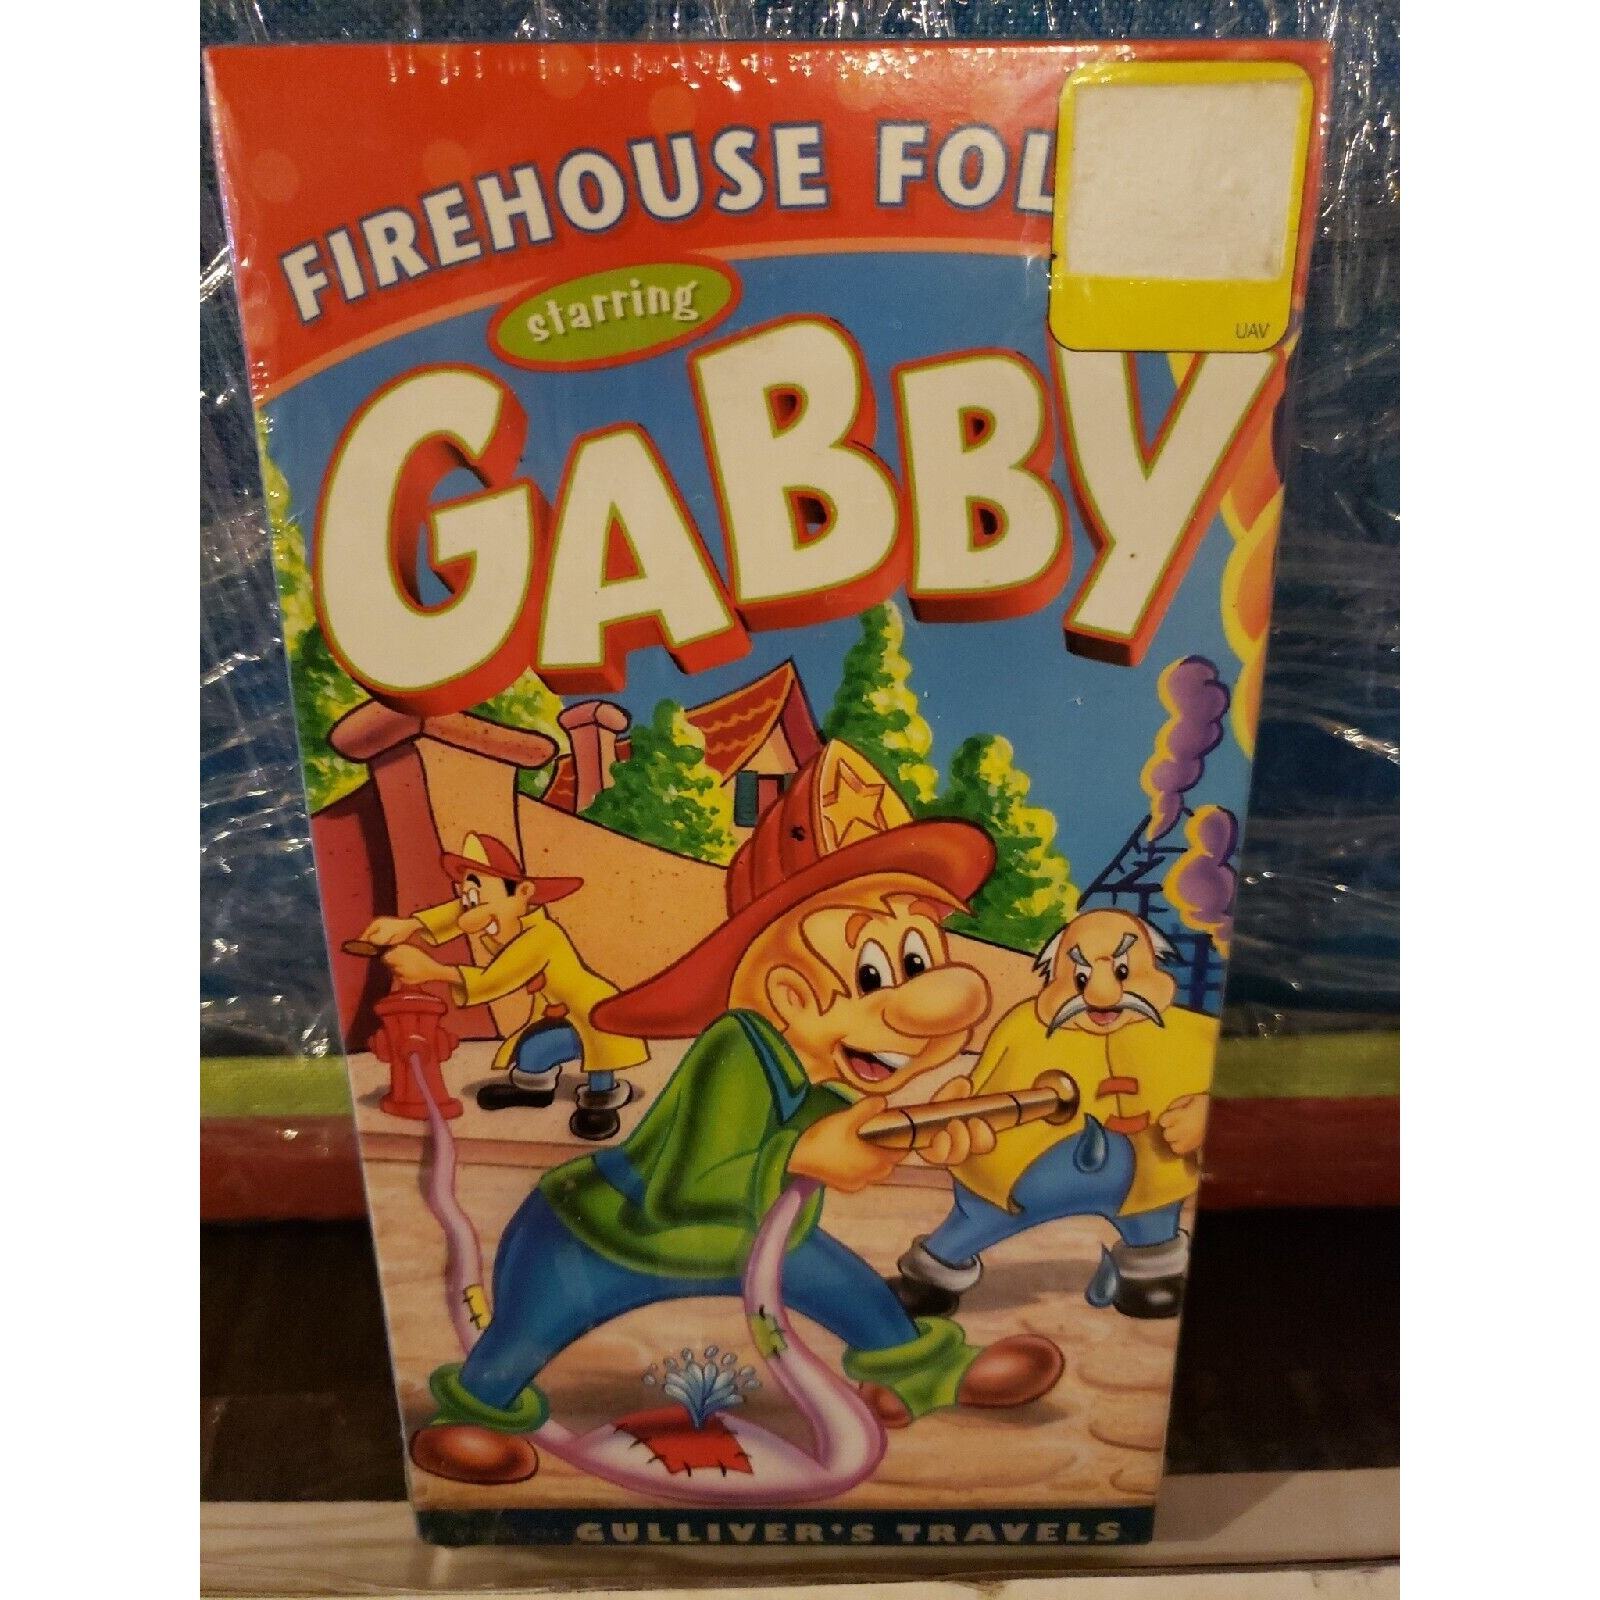 FIREHOUSE FOL
UAV
starring
GABBY
GULLIVER'S TRAVELS